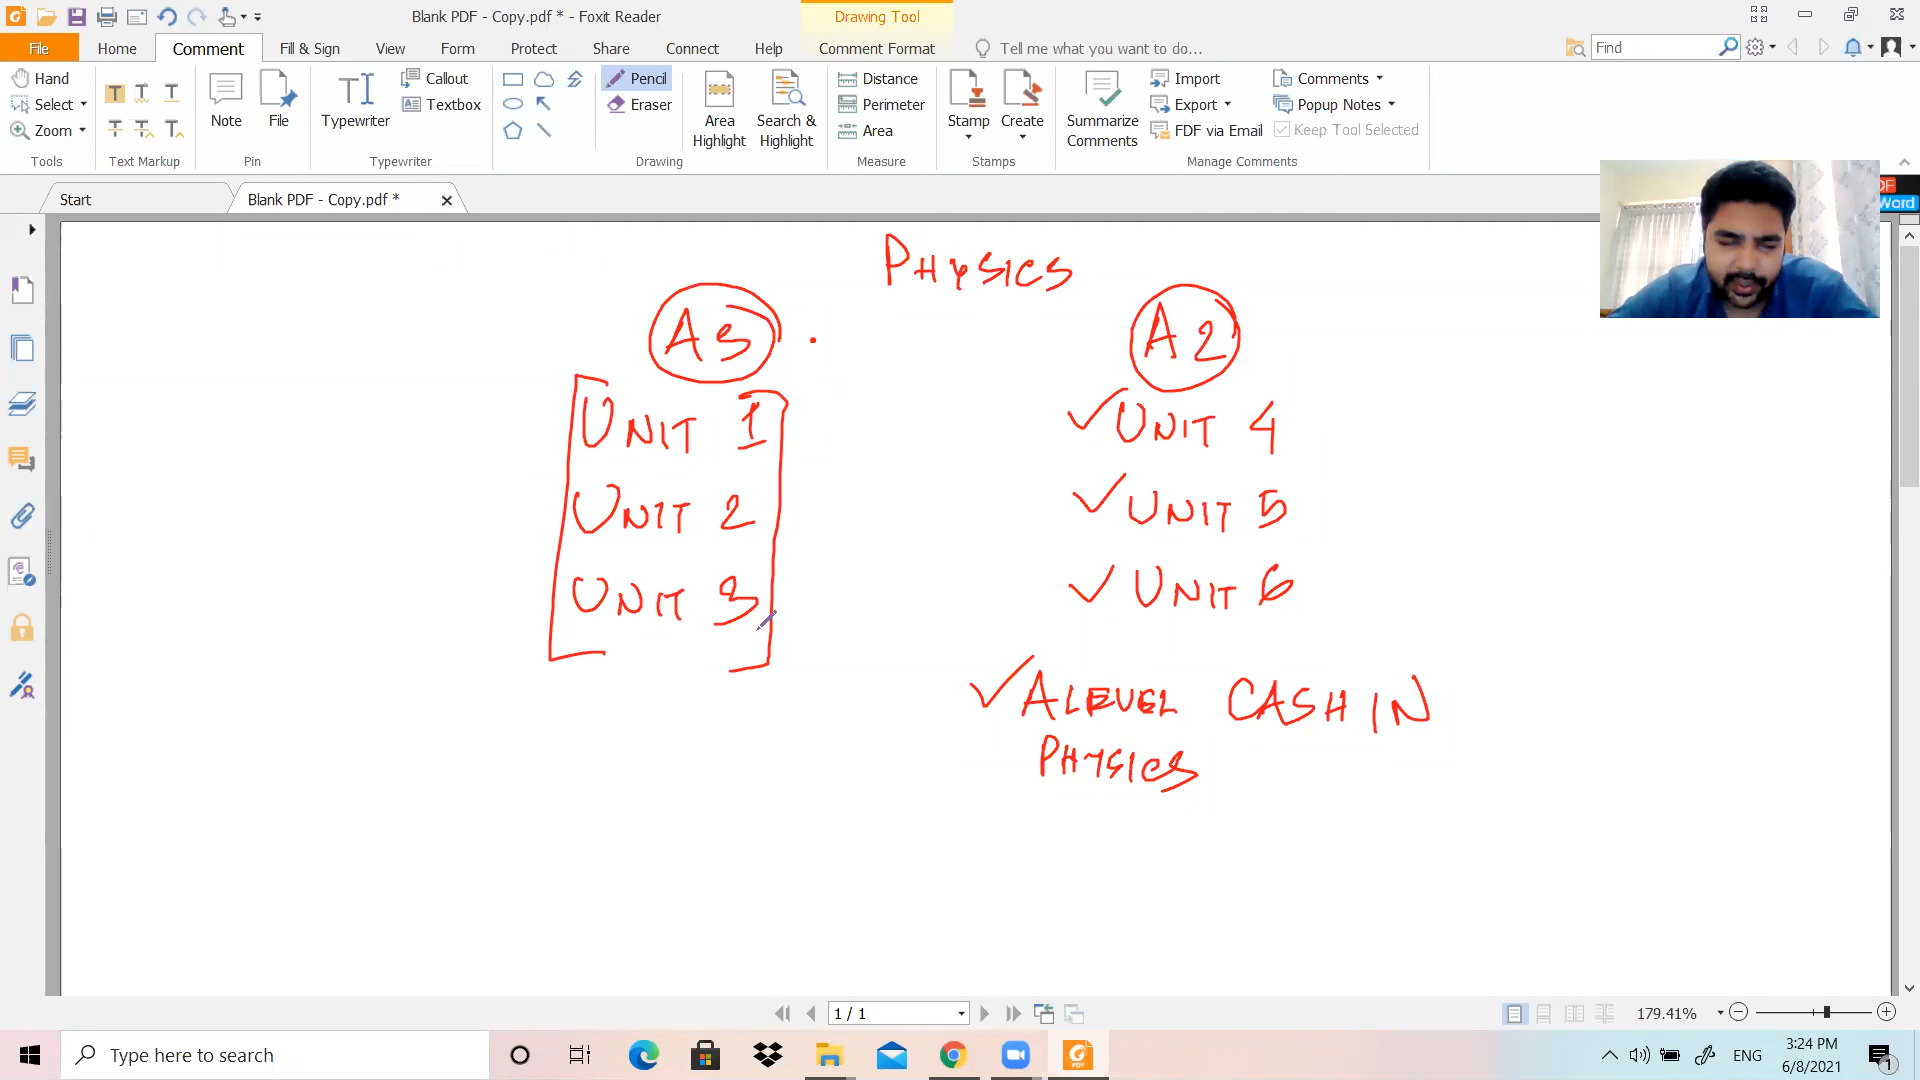 Blank PDF - Copy.pdf * - Foxit Reader
Drawing Tool
File Home Comment Fill & Sign View Form Protect Share Connect Help Comment Format Tell me what you want to do... Find
Hand
Select
Zoom
Tools
Text Markup
Note
File
Pin
Typewriter
Callout
Textbox
Typewriter
Pencil
Eraser
Area Highlight
Search & Highlight
Drawing
Distance
Perimeter
Area
Measure
Stamp
Create
Stamps
Summarize Comments
Import
Export
FDF via Email
Comments
Popup Notes
Keep Tool Selected
Manage Comments
Start
Blank PDF - Copy.pdf *
Word
PHYSICS
AS
A2
UNIT 1
UNIT 4
UNIT 2
UNIT 5
UNIT 3
UNIT 6
A LEVEL CASH IN
PHYSICS
1 / 1
179.41%
Type here to search
ENG
3:24 PM
6/8/2021
1